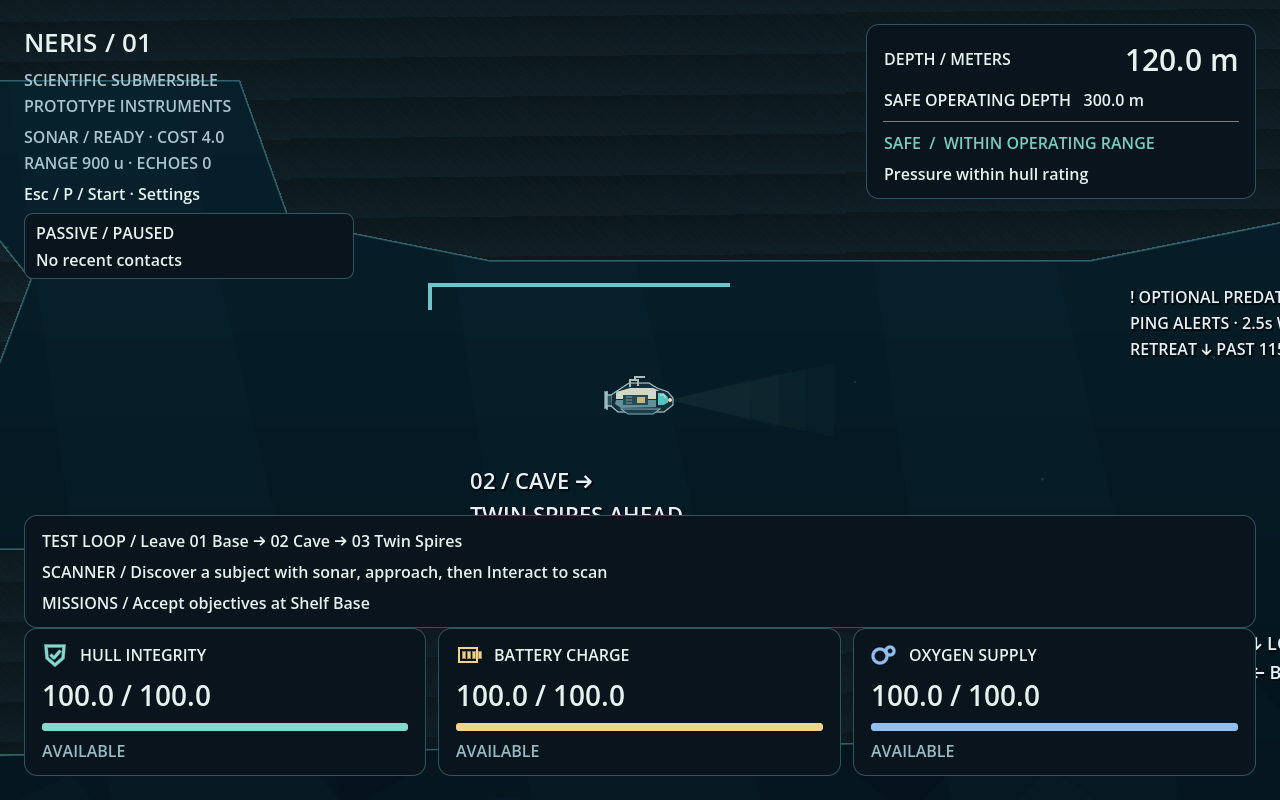 NERIS / 01
SCIENTIFIC SUBMERSIBLE
PROTOTYPE INSTRUMENTS
SONAR / READY · COST 4.0
RANGE 900 u · ECHOES 0
Esc / P / Start · Settings
PASSIVE / PAUSED
No recent contacts
DEPTH / METERS 120.0 m
SAFE OPERATING DEPTH 300.0 m
SAFE / WITHIN OPERATING RANGE
Pressure within hull rating
! OPTIONAL PREDAT
PING ALERTS · 2.5s
RETREAT ↓ PAST 115
02 / CAVE →
TWIN SPIRES AHEAD
TEST LOOP / Leave 01 Base → 02 Cave → 03 Twin Spires
SCANNER / Discover a subject with sonar, approach, then Interact to scan
MISSIONS / Accept objectives at Shelf Base
HULL INTEGRITY
100.0 / 100.0
AVAILABLE
BATTERY CHARGE
100.0 / 100.0
AVAILABLE
OXYGEN SUPPLY
100.0 / 100.0
AVAILABLE